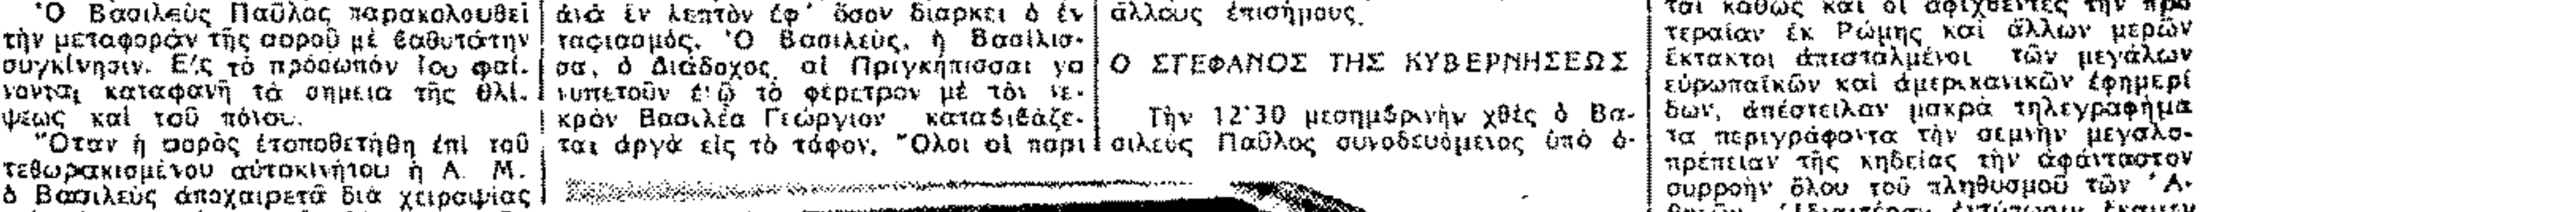 Ὁ Βασιλεὺς Παῦλος παρακολουθεῖ
τὴν μεταφορὰν τῆς σοροῦ μὲ βαθυτάτην
συγκίνησιν. Εἰς τὸ πρόσωπόν του φαί-
νονται καταφανῆ τὰ σημεῖα τῆς θλί-
ψεως καὶ τοῦ πόνου.
Ὅταν ἡ σορὸς ἐτοποθετήθη ἐπὶ τοῦ
τεθωρακισμένου αὐτοκινήτου ἡ Α. Μ.
ὁ Βασιλεὺς ἀποχαιρετᾶ διὰ χειραψίας
ἀνὰ ἓν λεπτὸν ἐφ' ὅσον διαρκεῖ ὁ ἐν
ταφιασμός. Ὁ Βασιλεύς, ἡ Βασίλισ-
σα, ὁ Διάδοχος, αἱ Πριγκήπισσαι γο
νυπετοῦν ἐνῷ τὸ φέρετρον μὲ τὸν νε-
κρὸν Βασιλέα Γεώργιον καταβιβάζε-
ται ἀργὰ εἰς τὸ τάφον. Ὅλοι οἱ παρι
ἄλλους ἐπισήμους.
Ο ΣΤΕΦΑΝΟΣ ΤΗΣ ΚΥΒΕΡΝΗΣΕΩΣ
Τὴν 12'30 μεσημβρινὴν χθὲς ὁ Βα-
σιλεὺς Παῦλος συνοδευόμενος ὑπὸ ὁ-
ται καθὼς καὶ οἱ ἀφιχθέντες τὴν προ
τεραίαν ἐκ Ρώμης καὶ ἄλλων μερῶν
ἔκτακτοι ἀπεσταλμένοι τῶν μεγάλων
εὐρωπαϊκῶν καὶ ἀμερικανικῶν ἐφημερί
δων, ἀπέστειλαν μακρὰ τηλεγραφήμα
τα περιγράφοντα τὴν σεμνὴν μεγαλο-
πρέπειαν τῆς κηδείας τὴν ἀφάνταστον
συρροὴν ὅλου τοῦ πληθυσμοῦ τῶν Ἀ-